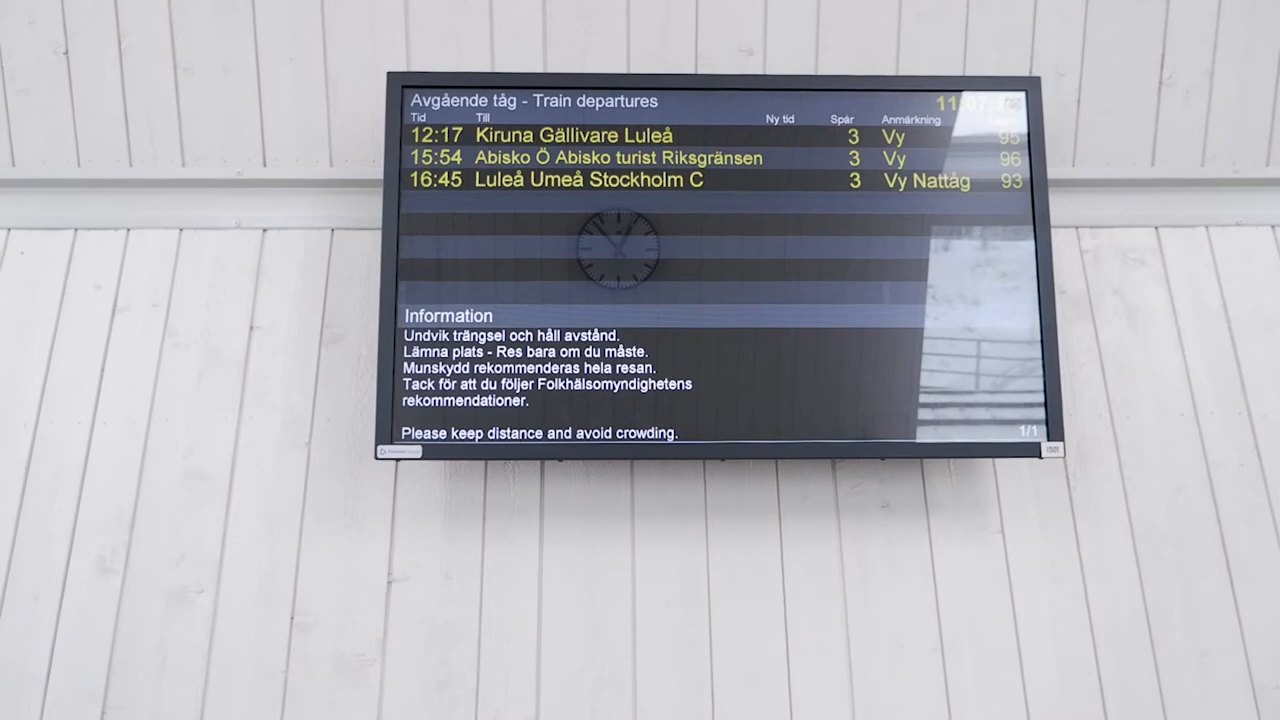 Avgående tåg - Train departures
Tid Till Ny tid Spår Anmärkning
12:17 Kiruna Gällivare Luleå 3 Vy 95
15:54 Abisko Ö Abisko turist Riksgränsen 3 Vy 96
16:45 Luleå Umeå Stockholm C 3 Vy Nattåg 93
Information
Undvik trängsel och håll avstånd.
Lämna plats - Res bara om du måste.
Munskydd rekommenderas hela resan.
Tack för att du följer Folkhälsomyndighetens
rekommendationer.
Please keep distance and avoid crowding.
1/1